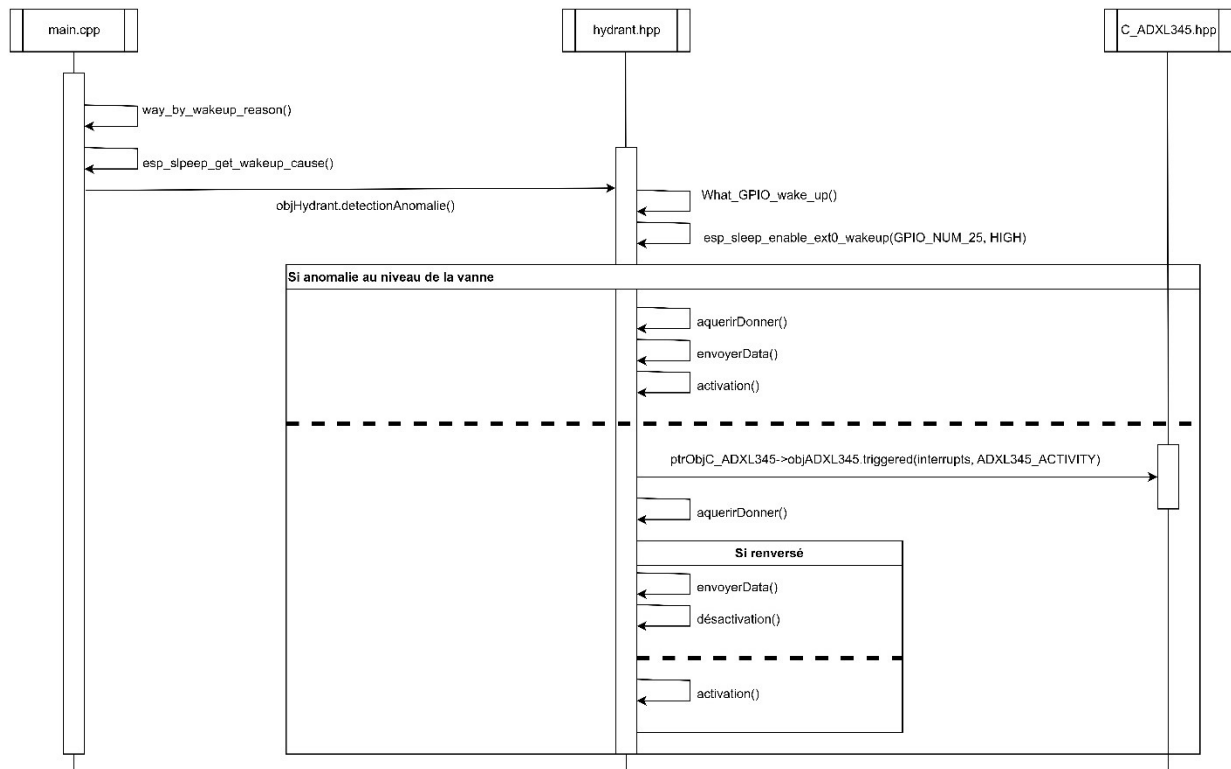 main.cpp
hydrant.hpp
C_ADXL345.hpp
way_by_wakeup_reason()
esp_slpeep_get_wakeup_cause()
objHydrant.detectionAnomalie()
What_GPIO_wake_up()
esp_sleep_enable_ext0_wakeup(GPIO_NUM_25, HIGH)
Si anomalie au niveau de la vanne
aquerirDonner()
envoyerData()
activation()
ptrObjC_ADXL345->objADXL345.triggered(interrupts, ADXL345_ACTIVITY)
aquerirDonner()
Si renversé
envoyerData()
désactivation()
activation()